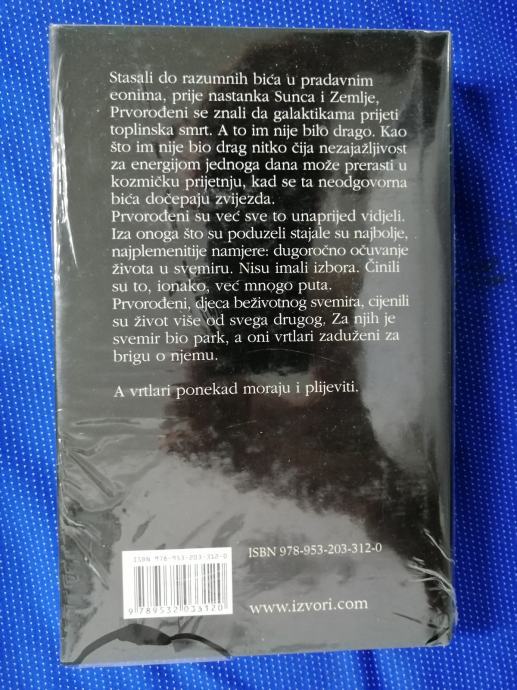 Stasali do razumnih bića u pradavnim
eonima, prije nastanka Sunca i Zemlje,
Prvorođeni se znali da galaktikama prijeti
toplinska smrt. A to im nije bilo drago. Kao
što im nije bio drag nitko čija nezajažljivost
za energijom jednoga dana može prerasti u
kozmičku prijetnju, kad se ta neodgovorna
bića dočepaju zvijezda.
Prvorođeni su već sve to unaprijed vidjeli.
Iza onoga što su poduzeli stajale su najbolje,
najplemenitije namjere: dugoročno očuvanje
života u svemiru. Nisu imali izbora. Činili
su to, ionako, već mnogo puta.
Prvorođeni, djeca beživotnog svemira, cijenili
su život više od svega drugog, Za njih je
svemir bio park, a oni vrtlari zaduženi za
brigu o njemu.
A vrtlari ponekad moraju i plijeviti.
ISBN 978-953-203-312-0
ISBN 978-953-203-312-0
9 789532 033120
www.izvori.com